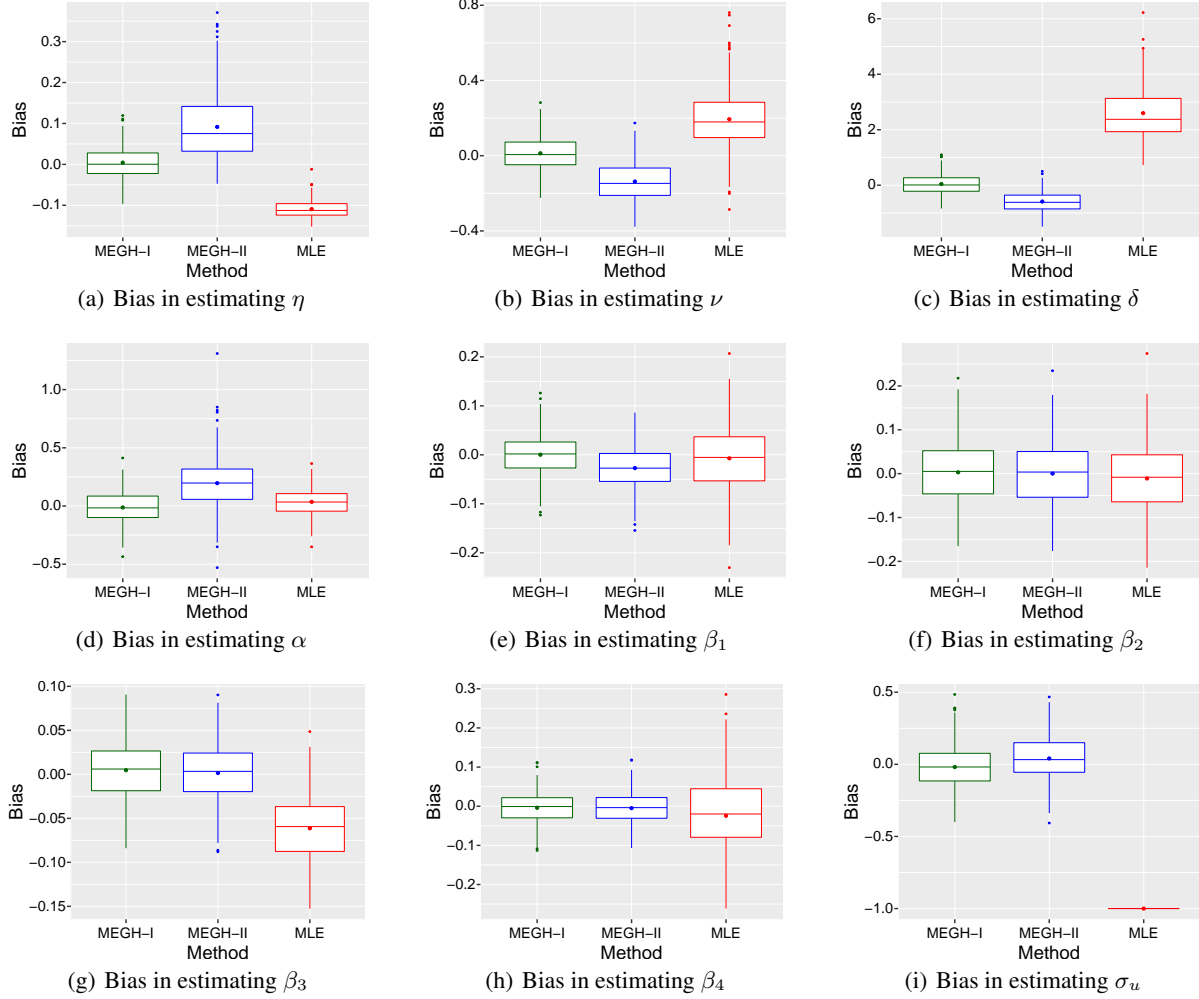 Bias
0.3
0.2
0.1
0.0
−0.1
MEGH−I MEGH−II MLE
Method
(a) Bias in estimating η
Bias
0.8
0.4
0.0
−0.4
MEGH−I MEGH−II MLE
Method
(b) Bias in estimating ν
Bias
6
4
2
0
MEGH−I MEGH−II MLE
Method
(c) Bias in estimating δ
Bias
1.0
0.5
0.0
−0.5
MEGH−I MEGH−II MLE
Method
(d) Bias in estimating α
Bias
0.2
0.1
0.0
−0.1
−0.2
MEGH−I MEGH−II MLE
Method
(e) Bias in estimating β₁
Bias
0.2
0.1
0.0
−0.1
−0.2
MEGH−I MEGH−II MLE
Method
(f) Bias in estimating β₂
Bias
0.10
0.05
0.00
−0.05
−0.10
−0.15
MEGH−I MEGH−II MLE
Method
(g) Bias in estimating β₃
Bias
0.3
0.2
0.1
0.0
−0.1
−0.2
MEGH−I MEGH−II MLE
Method
(h) Bias in estimating β₄
Bias
0.5
0.0
−0.5
−1.0
MEGH−I MEGH−II MLE
Method
(i) Bias in estimating σᵤ